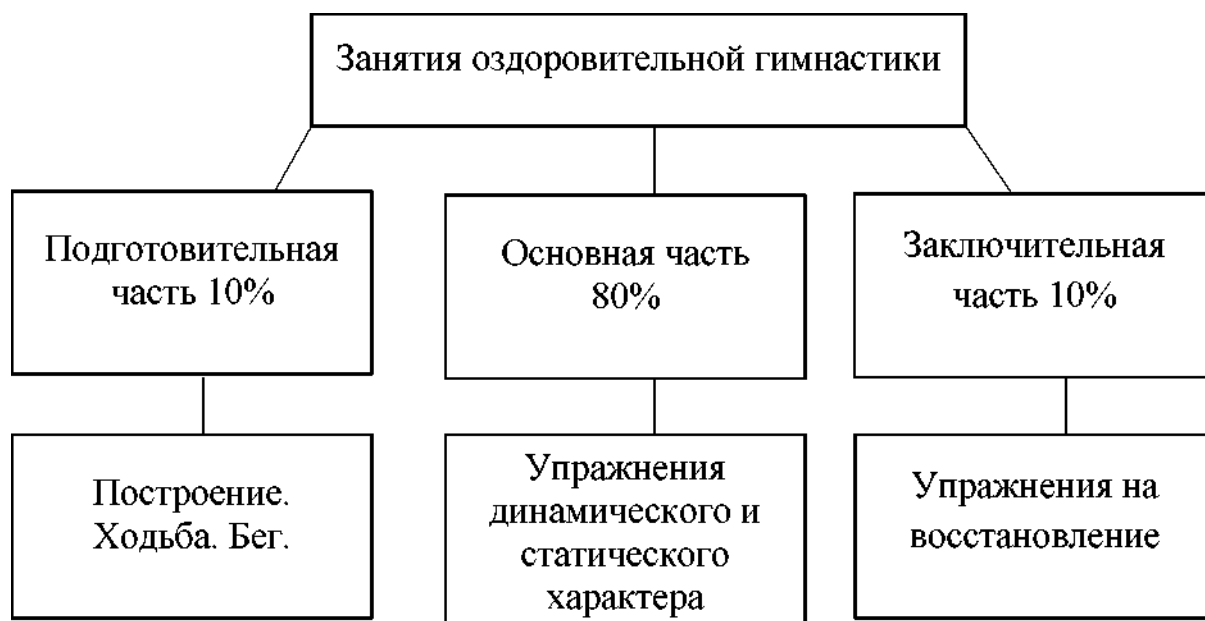 Занятия оздоровительной гимнастики
Подготовительная
часть 10%
Основная часть
80%
Заключительная
часть 10%
Построение.
Ходьба. Бег.
Упражнения
динамического и
статического
характера
Упражнения на
восстановление